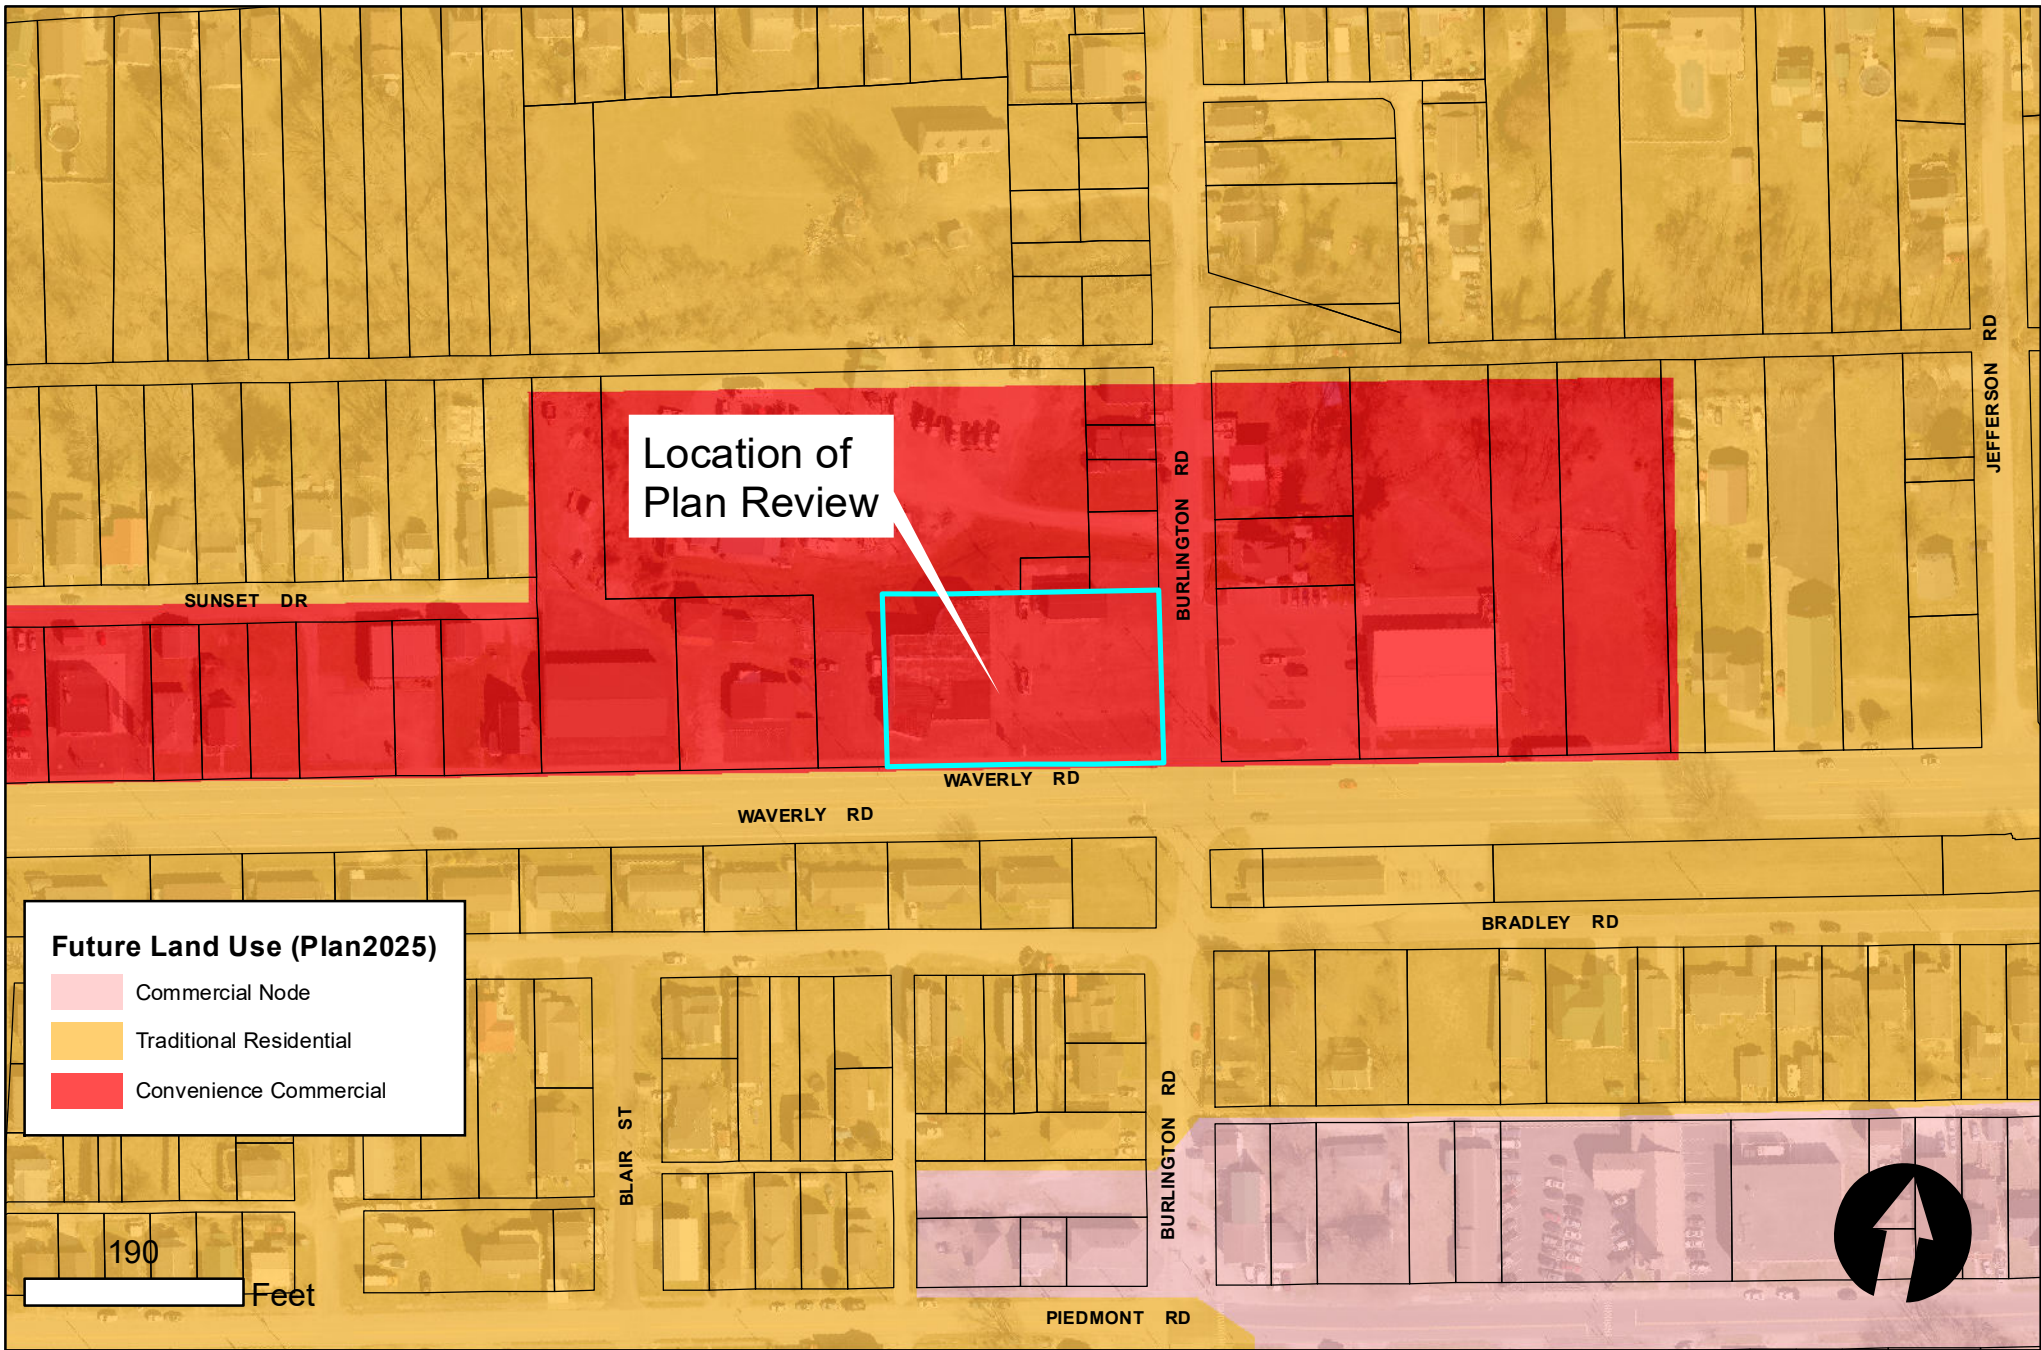 JEFFERSON RD
Location of
Plan Review
BURLINGTON RD
SUNSET DR
WAVERLY RD
WAVERLY RD
BRADLEY RD
Future Land Use (Plan2025)
Commercial Node
Traditional Residential
Convenience Commercial
BLAIR ST
BURLINGTON RD
190
Feet
PIEDMONT RD